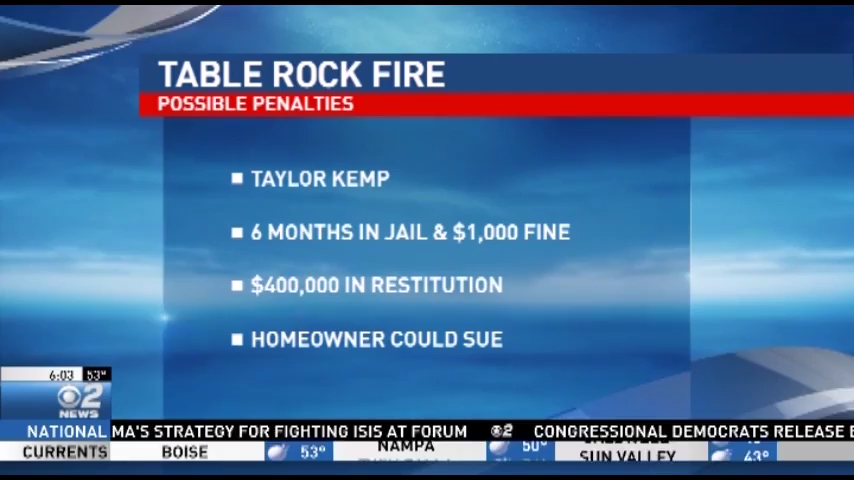 TABLE ROCK FIRE
POSSIBLE PENALTIES
TAYLOR KEMP
6 MONTHS IN JAIL & $1,000 FINE
$400,000 IN RESTITUTION
HOMEOWNER COULD SUE
6:03 53°
2
NEWS
NATIONAL MA'S STRATEGY FOR FIGHTING ISIS AT FORUM 2 CONGRESSIONAL DEMOCRATS RELEASE
CURRENTS BOISE 53° NAMPA 50° SUN VALLEY 43°